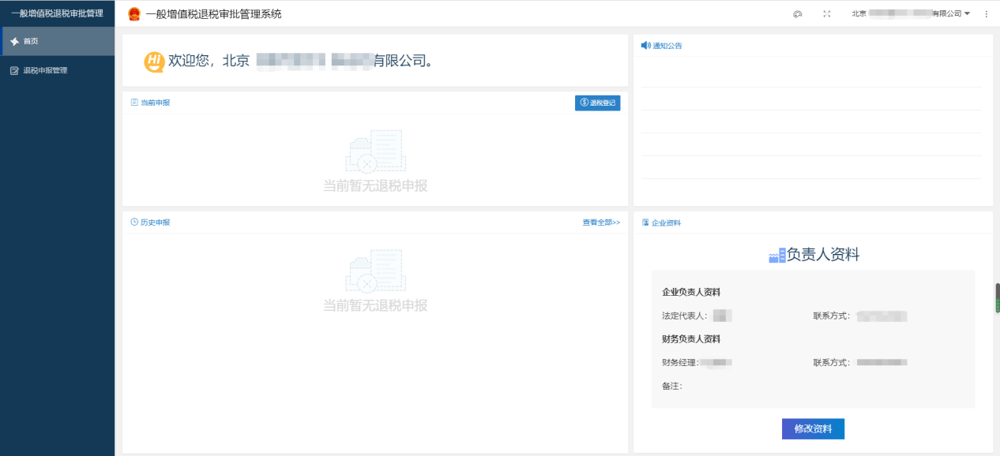 一般增值税退税审批管理
首页
退税申报管理
一般增值税退税审批管理系统
北京 有限公司
Hi 欢迎您，北京 有限公司。
当前申报
退税登记
当前暂无退税申报
历史申报
查看全部>>
当前暂无退税申报
通知公告
企业资料
负责人资料
企业负责人资料
法定代表人： 联系方式：
财务负责人资料
财务经理： 联系方式：
备注：
修改资料